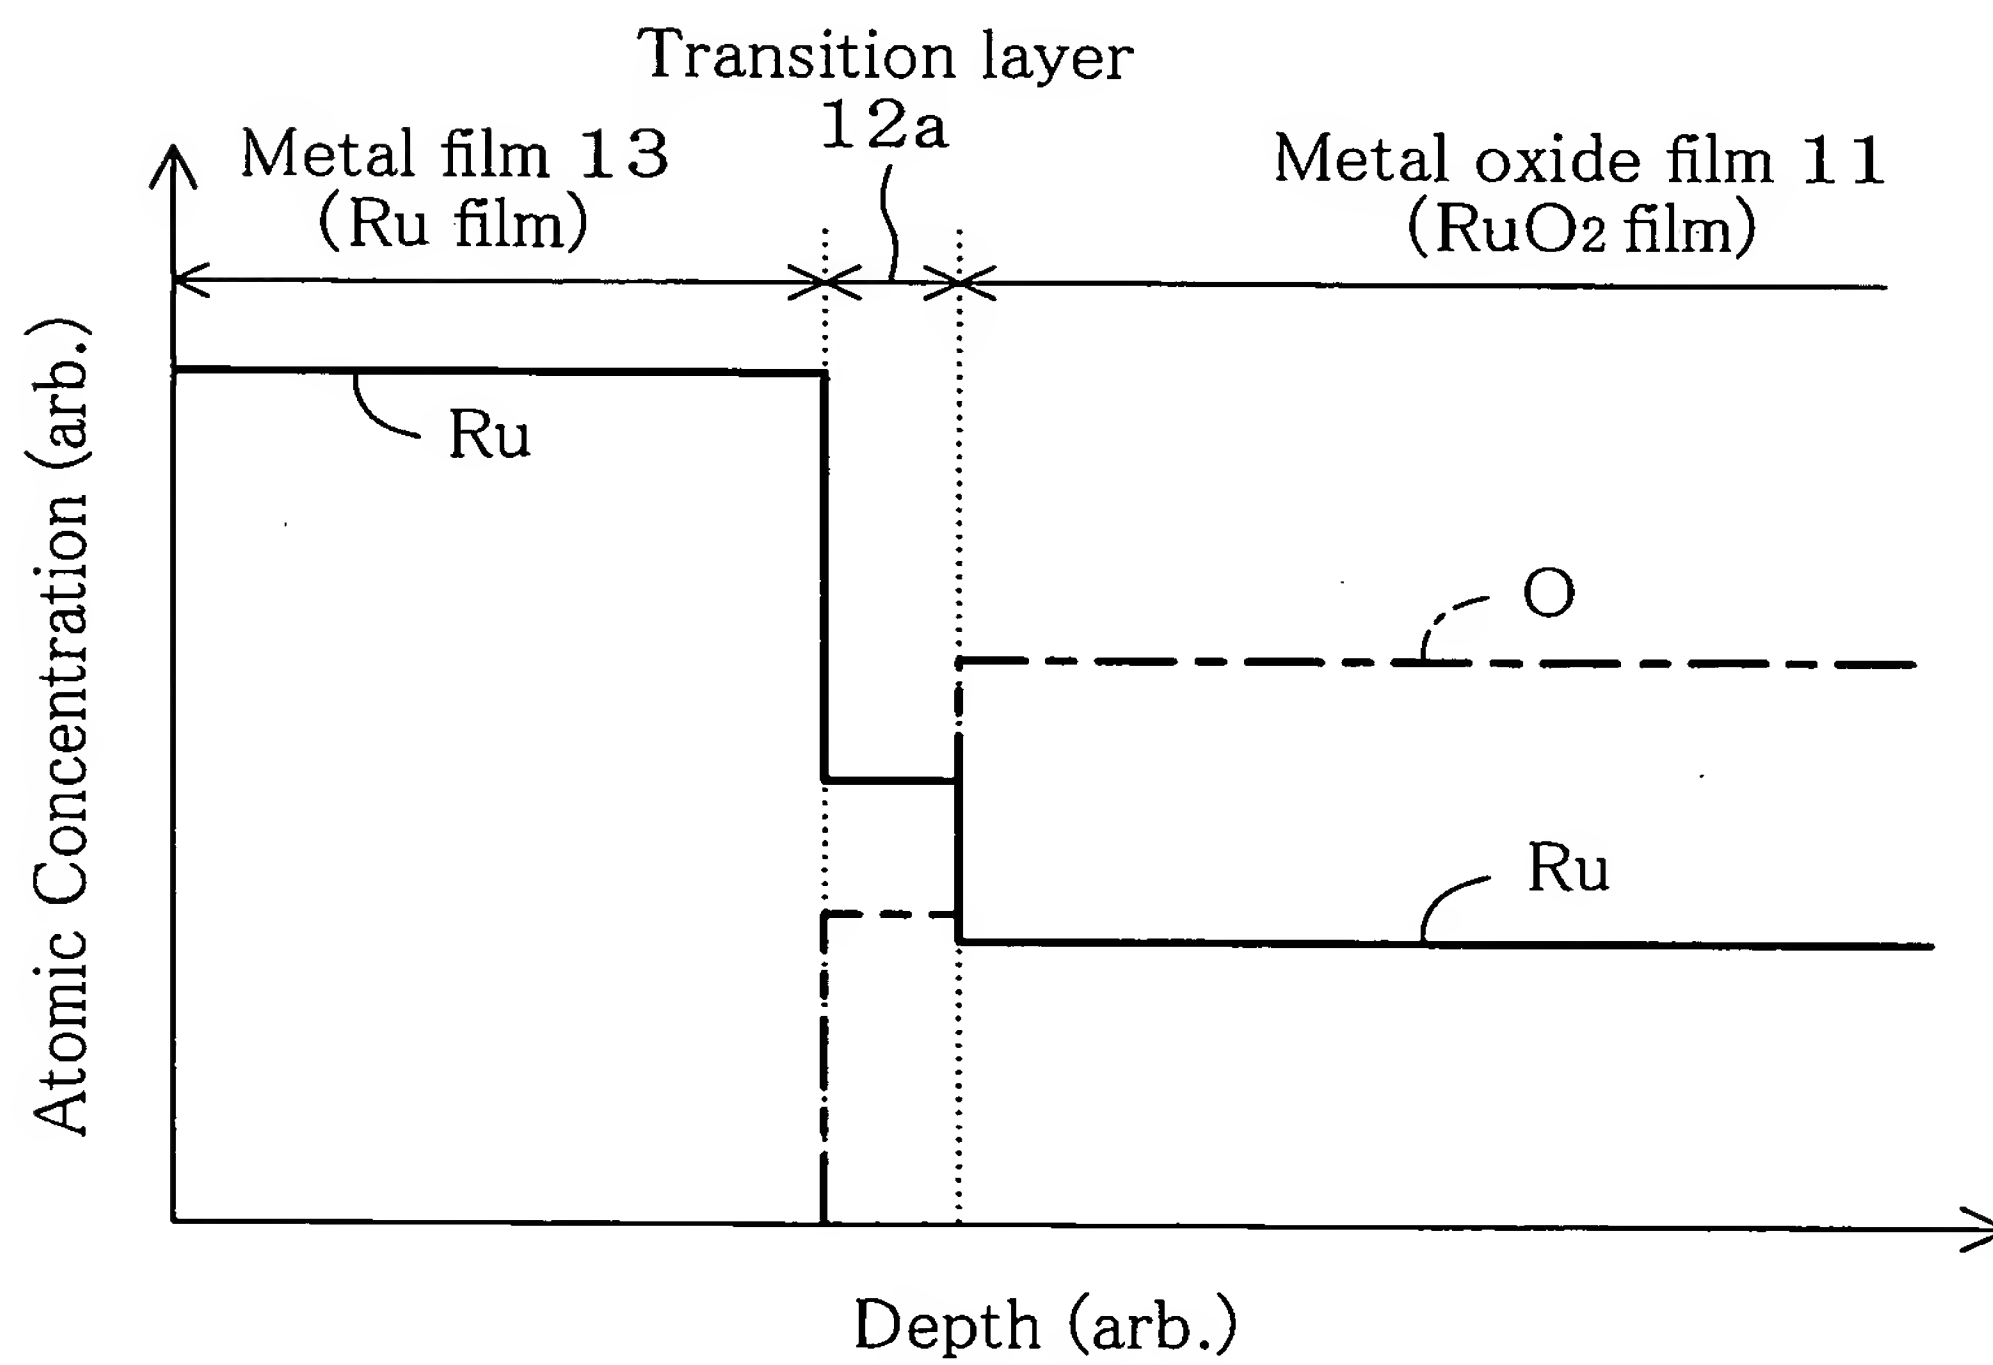 Transition layer
12a
Metal film 13
(Ru film)
Metal oxide film 11
(RuO2 film)
Atomic Concentration (arb.)
Ru
O
Ru
Depth (arb.)